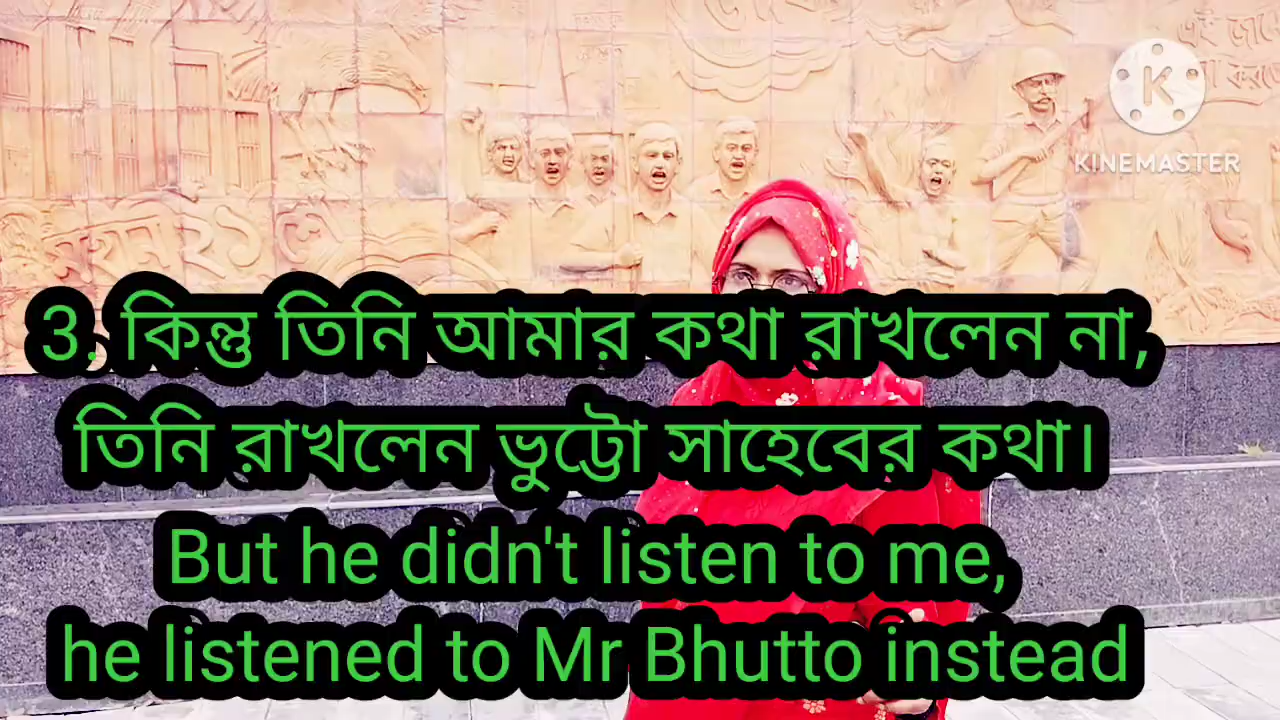 KINEMASTER
3. কিন্তু তিনি আমার কথা রাখলেন না,
তিনি রাখলেন ভুট্টো সাহেবের কথা।
But he didn't listen to me,
he listened to Mr Bhutto instead